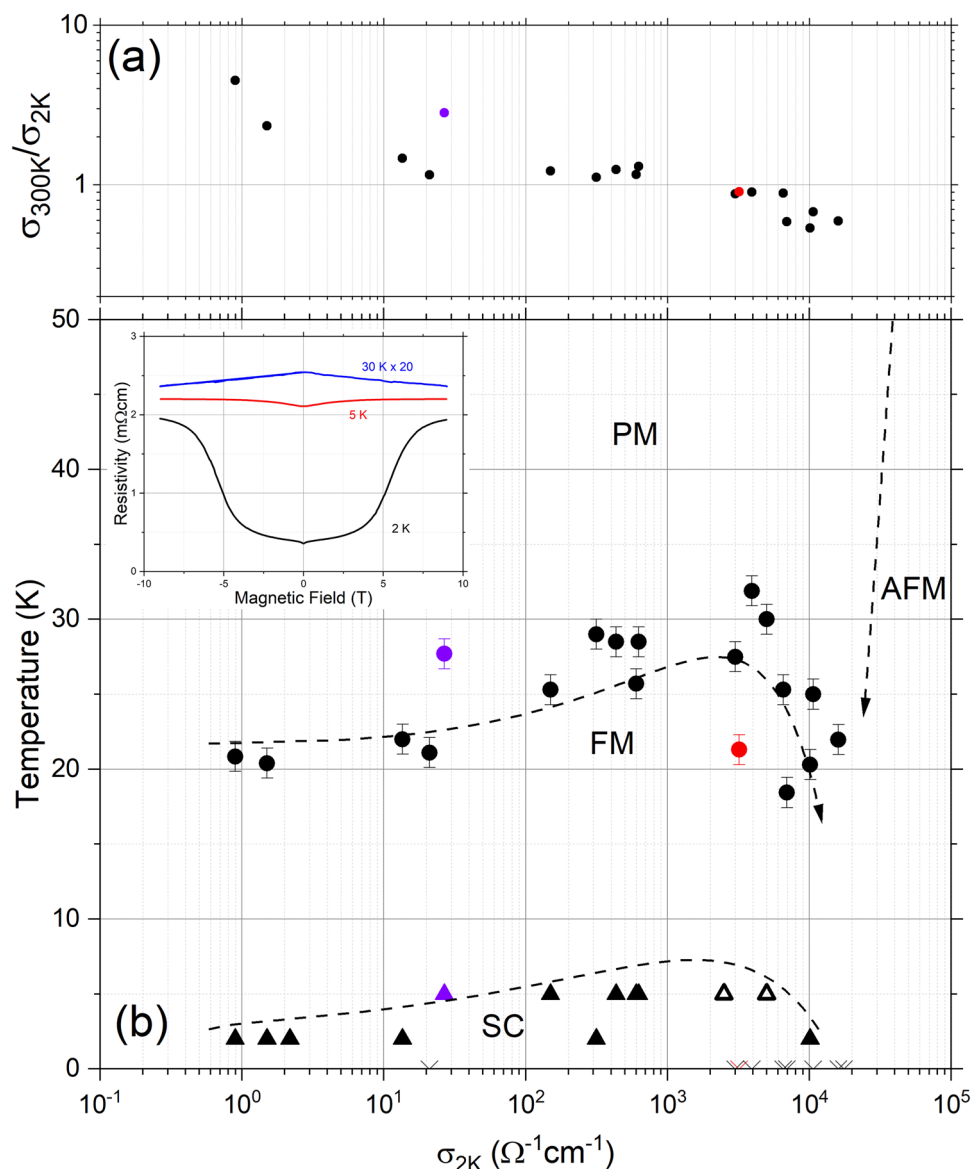 (a)
10
1
σ300K/σ2K
(b)
50
40
30
20
10
0
Temperature (K)
3
2
1
0
Resistivity (mΩcm)
30 K x 20
5 K
2 K
-10
-5
0
5
10
Magnetic Field (T)
PM
AFM
FM
SC
10⁻¹
10⁰
10¹
10²
10³
10⁴
10⁵
σ2K (Ω⁻¹cm⁻¹)